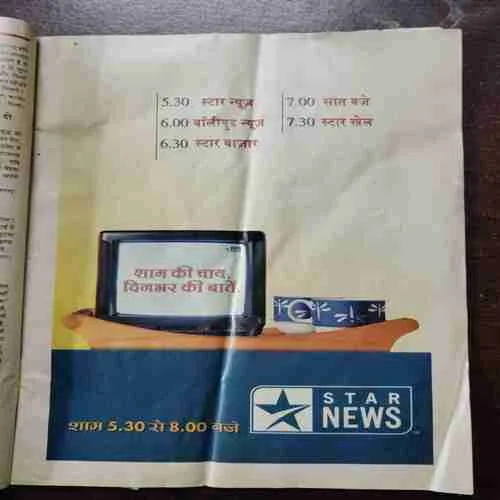 5.30 स्टार न्यूज़
6.00 बॉलीवुड न्यूज़
6.30 स्टार बाज़ार
7.00 सात बजे
7.30 स्टार खेल
शाम की चाय,
दिनभर की बातें.
शाम 5.30 से 8.00 बजे
STAR
NEWS